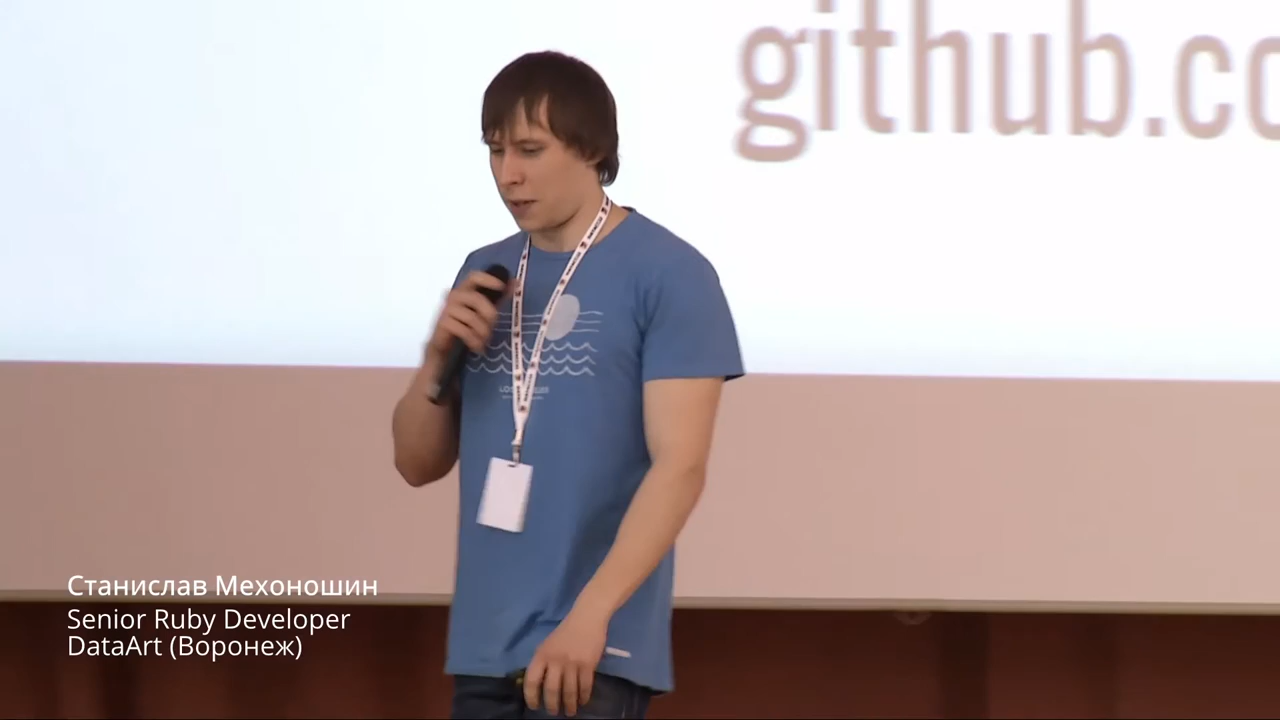 github.co
Станислав Мехоношин
Senior Ruby Developer
DataArt (Воронеж)